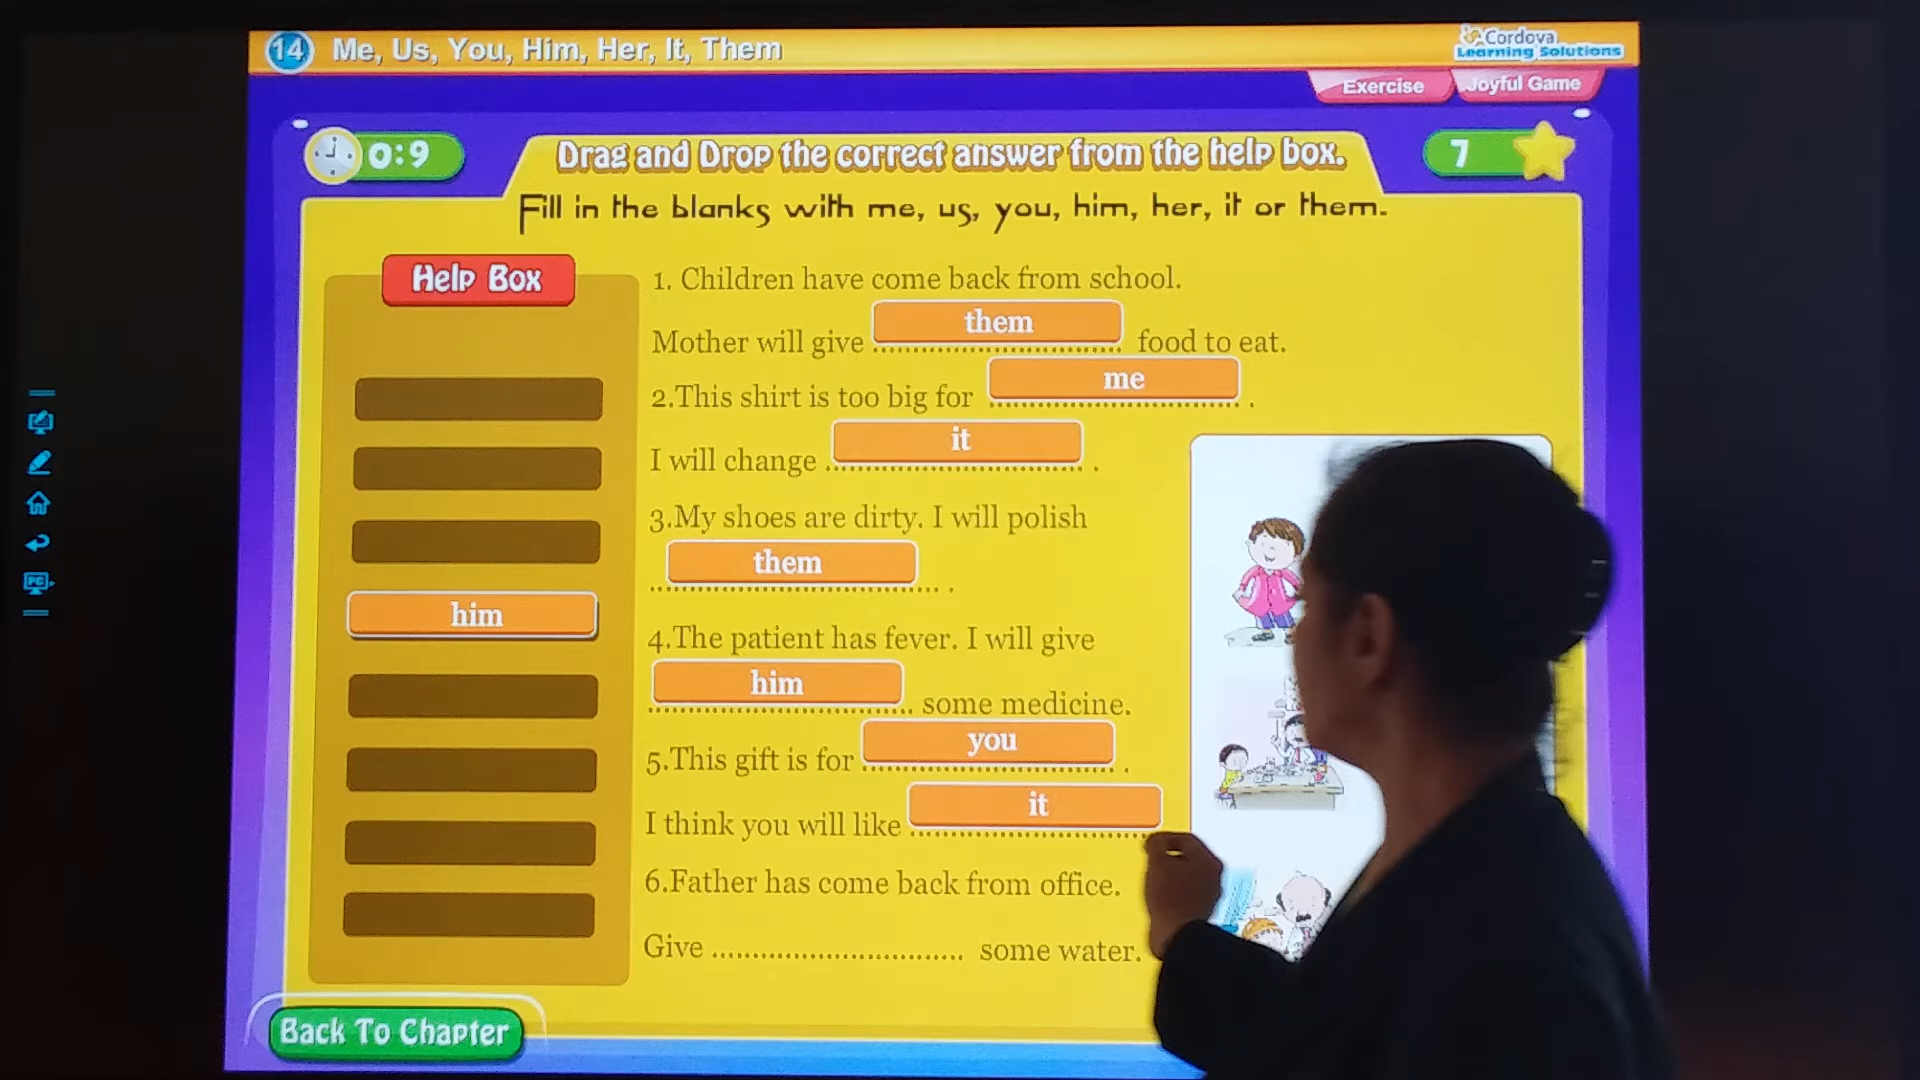 14 Me, Us, You, Him, Her, It, Them
Cordova
Learning Solutions
Exercise Joyful Game
0:9
Drag and Drop the correct answer from the help box.
7
Fill in the blanks with me, us, you, him, her, it or them.
Help Box
him
1. Children have come back from school.
Mother will give them food to eat.
2.This shirt is too big for me .
I will change it .
3.My shoes are dirty. I will polish
them .
4.The patient has fever. I will give
him some medicine.
5.This gift is for you .
I think you will like it
6.Father has come back from office.
Give .............................. some water.
Back To Chapter
PC